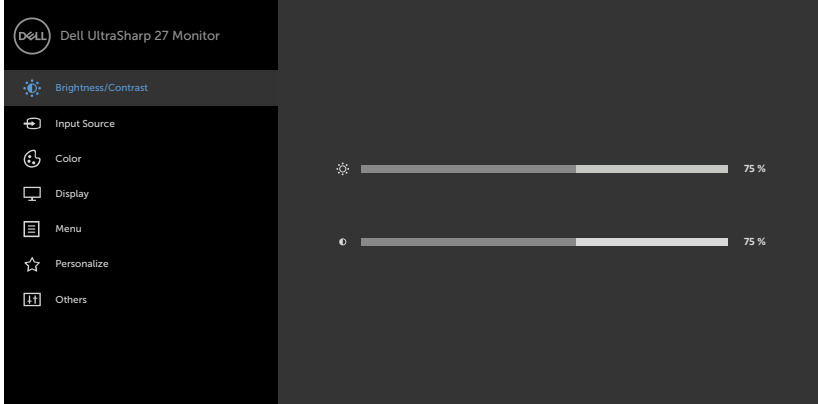 DELL
Dell UltraSharp 27 Monitor
Brightness/Contrast
Input Source
Color
Display
Menu
Personalize
Others
75 %
75 %